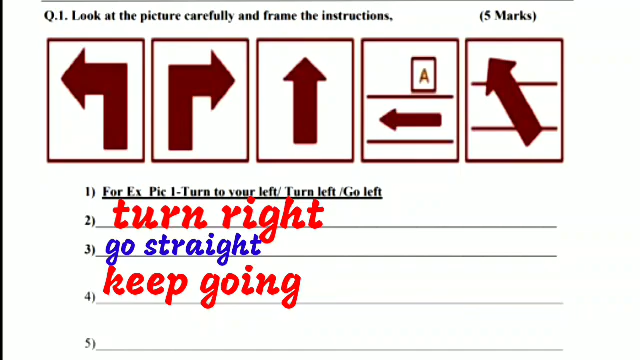 Q.1. Look at the picture carefully and frame the instructions, (5 Marks)
A
1) For Ex Pic 1-Turn to your left/ Turn left /Go left
2) turn right
3) go straight
keep going
4)
5)